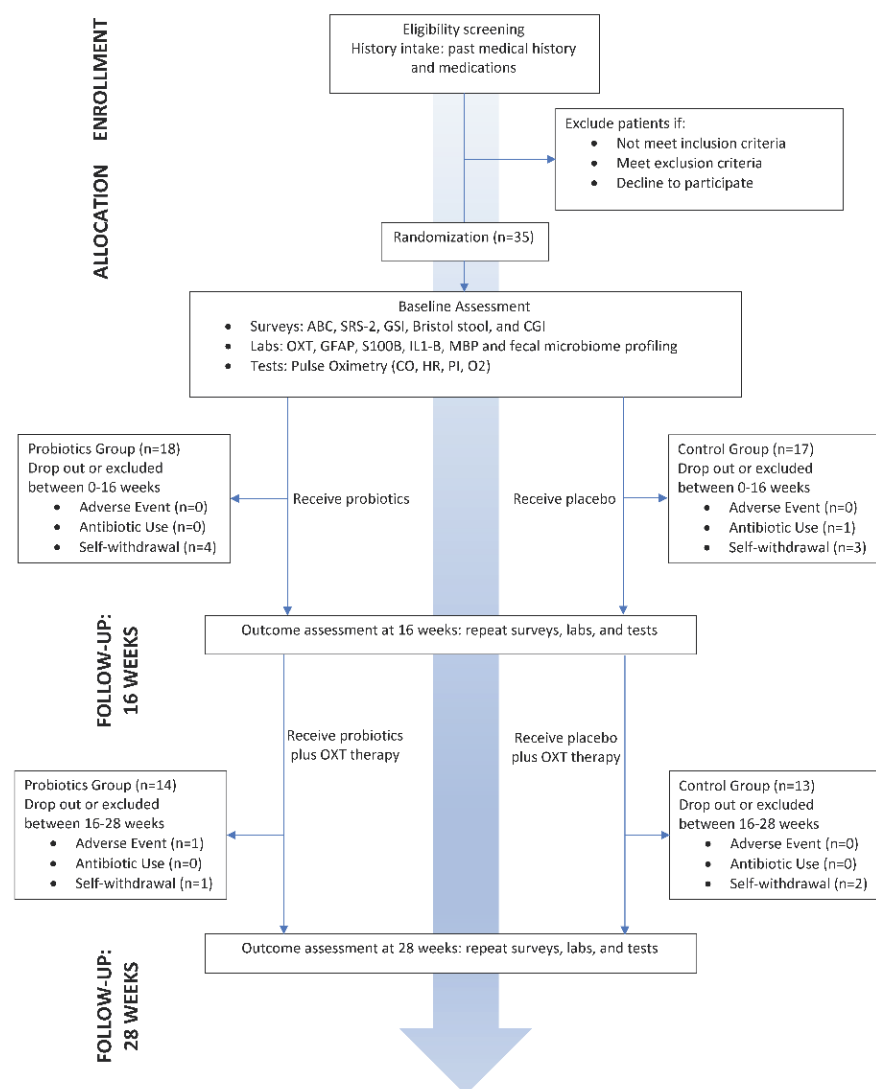 ENROLLMENT
Eligibility screening
History intake: past medical history
and medications
Exclude patients if:
• Not meet inclusion criteria
• Meet exclusion criteria
• Decline to participate
ALLOCATION
Randomization (n=35)
Baseline Assessment
• Surveys: ABC, SRS-2, GSI, Bristol stool, and CGI
• Labs: OXT, GFAP, S100B, IL1-B, MBP and fecal microbiome profiling
• Tests: Pulse Oximetry (CO, HR, PI, O2)
Probiotics Group (n=18)
Drop out or excluded
between 0-16 weeks
• Adverse Event (n=0)
• Antibiotic Use (n=0)
• Self-withdrawal (n=4)
Receive probiotics
Receive placebo
Control Group (n=17)
Drop out or excluded
between 0-16 weeks
• Adverse Event (n=0)
• Antibiotic Use (n=1)
• Self-withdrawal (n=3)
FOLLOW-UP:
16 WEEKS
Outcome assessment at 16 weeks: repeat surveys, labs, and tests
Receive probiotics
plus OXT therapy
Receive placebo
plus OXT therapy
Probiotics Group (n=14)
Drop out or excluded
between 16-28 weeks
• Adverse Event (n=1)
• Antibiotic Use (n=0)
• Self-withdrawal (n=1)
Control Group (n=13)
Drop out or excluded
between 16-28 weeks
• Adverse Event (n=0)
• Antibiotic Use (n=0)
• Self-withdrawal (n=2)
FOLLOW-UP:
28 WEEKS
Outcome assessment at 28 weeks: repeat surveys, labs, and tests